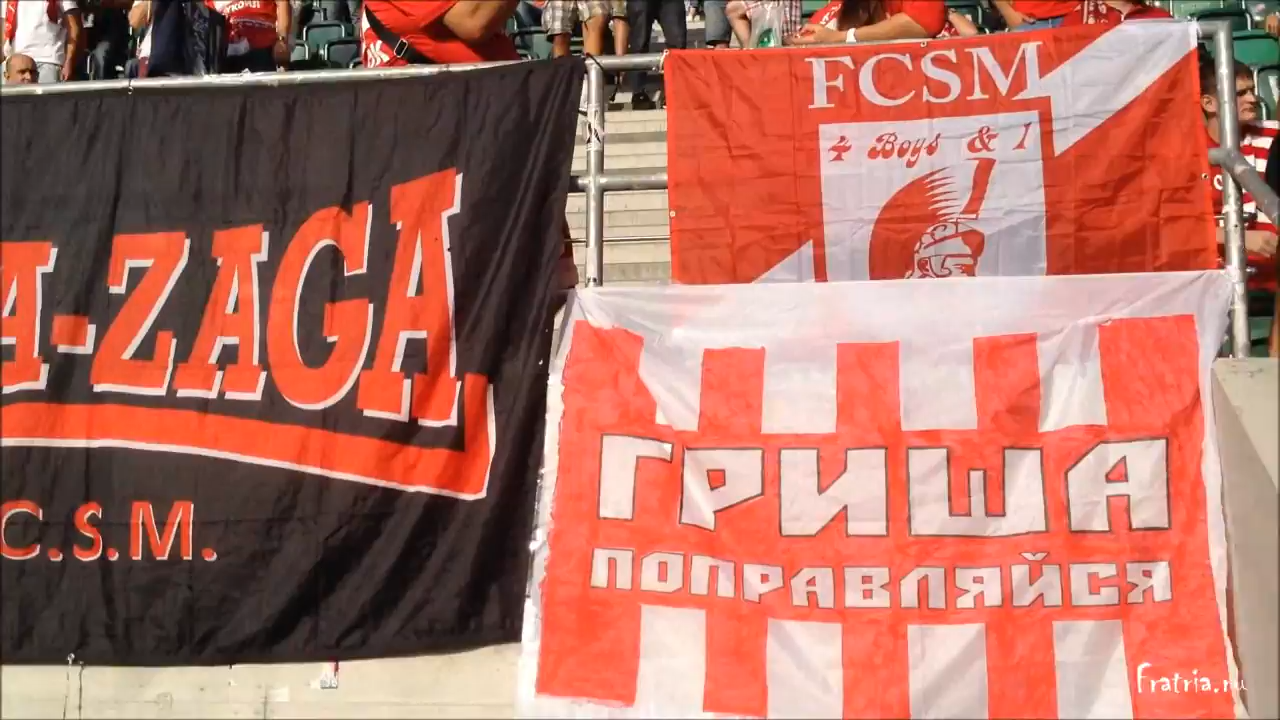 A-ZAGA
C.S.M.
FCSM
4 Boys & 1
ГРИША
ПОПРАВЛЯЙСЯ
Fratria.ru